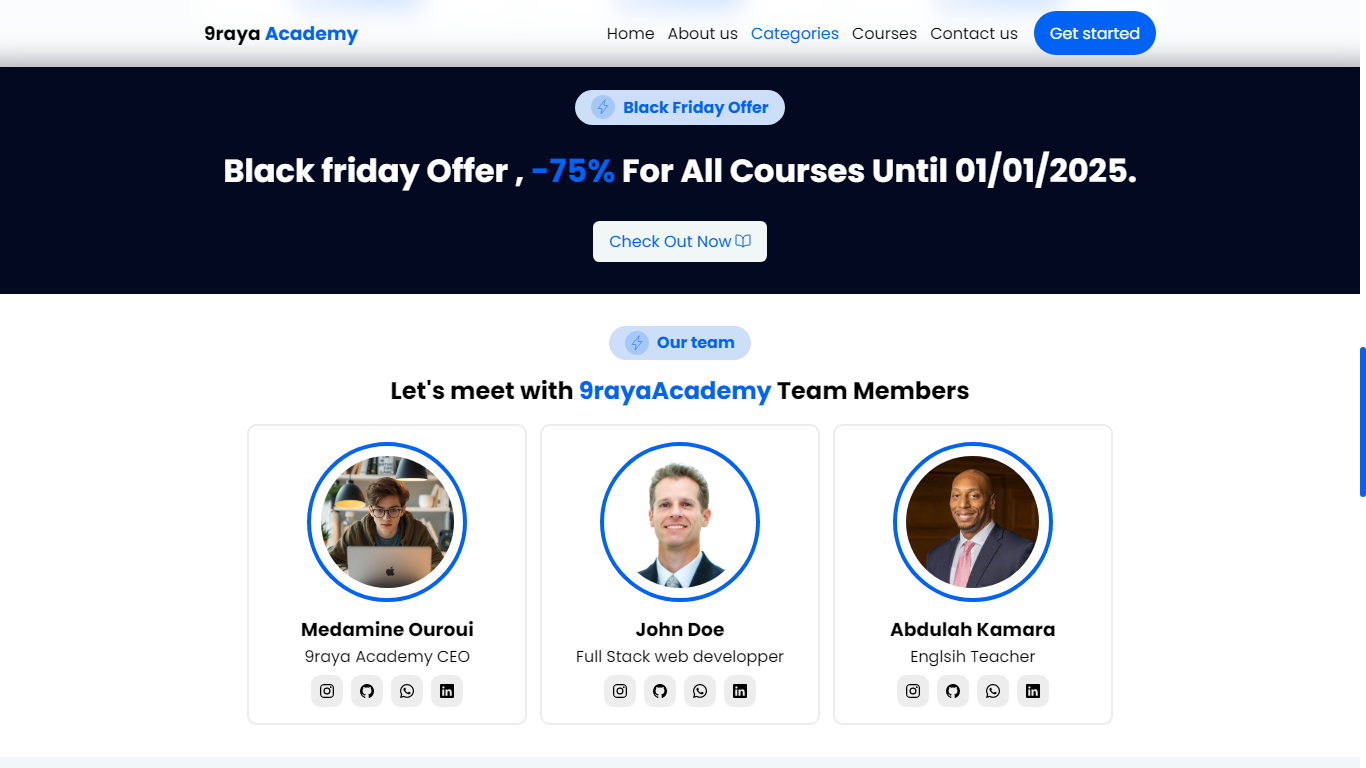 9raya Academy
Home About us Categories Courses Contact us Get started
Black Friday Offer
Black friday Offer , -75% For All Courses Until 01/01/2025.
Check Out Now
Our team
Let's meet with 9rayaAcademy Team Members
Medamine Ouroui
9raya Academy CEO
John Doe
Full Stack web developper
Abdulah Kamara
Englsih Teacher